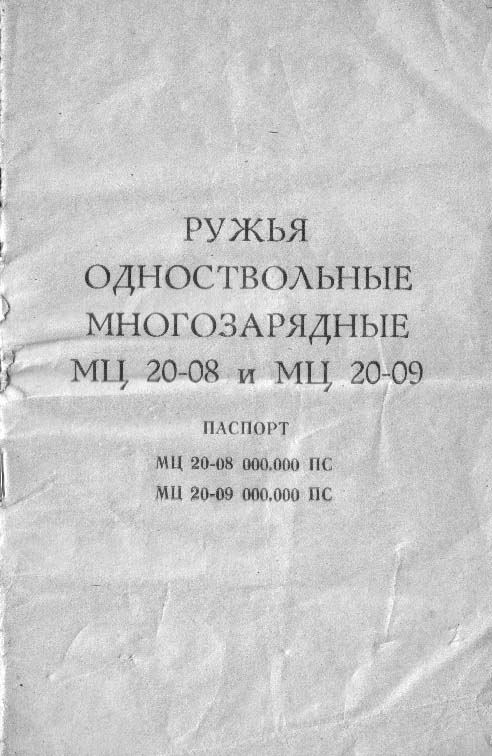 РУЖЬЯ
ОДНОСТВОЛЬНЫЕ
МНОГОЗАРЯДНЫЕ
МЦ 20-08 и МЦ 20-09
ПАСПОРТ
МЦ 20-08 000.000 ПС
МЦ 20-09 000.000 ПС